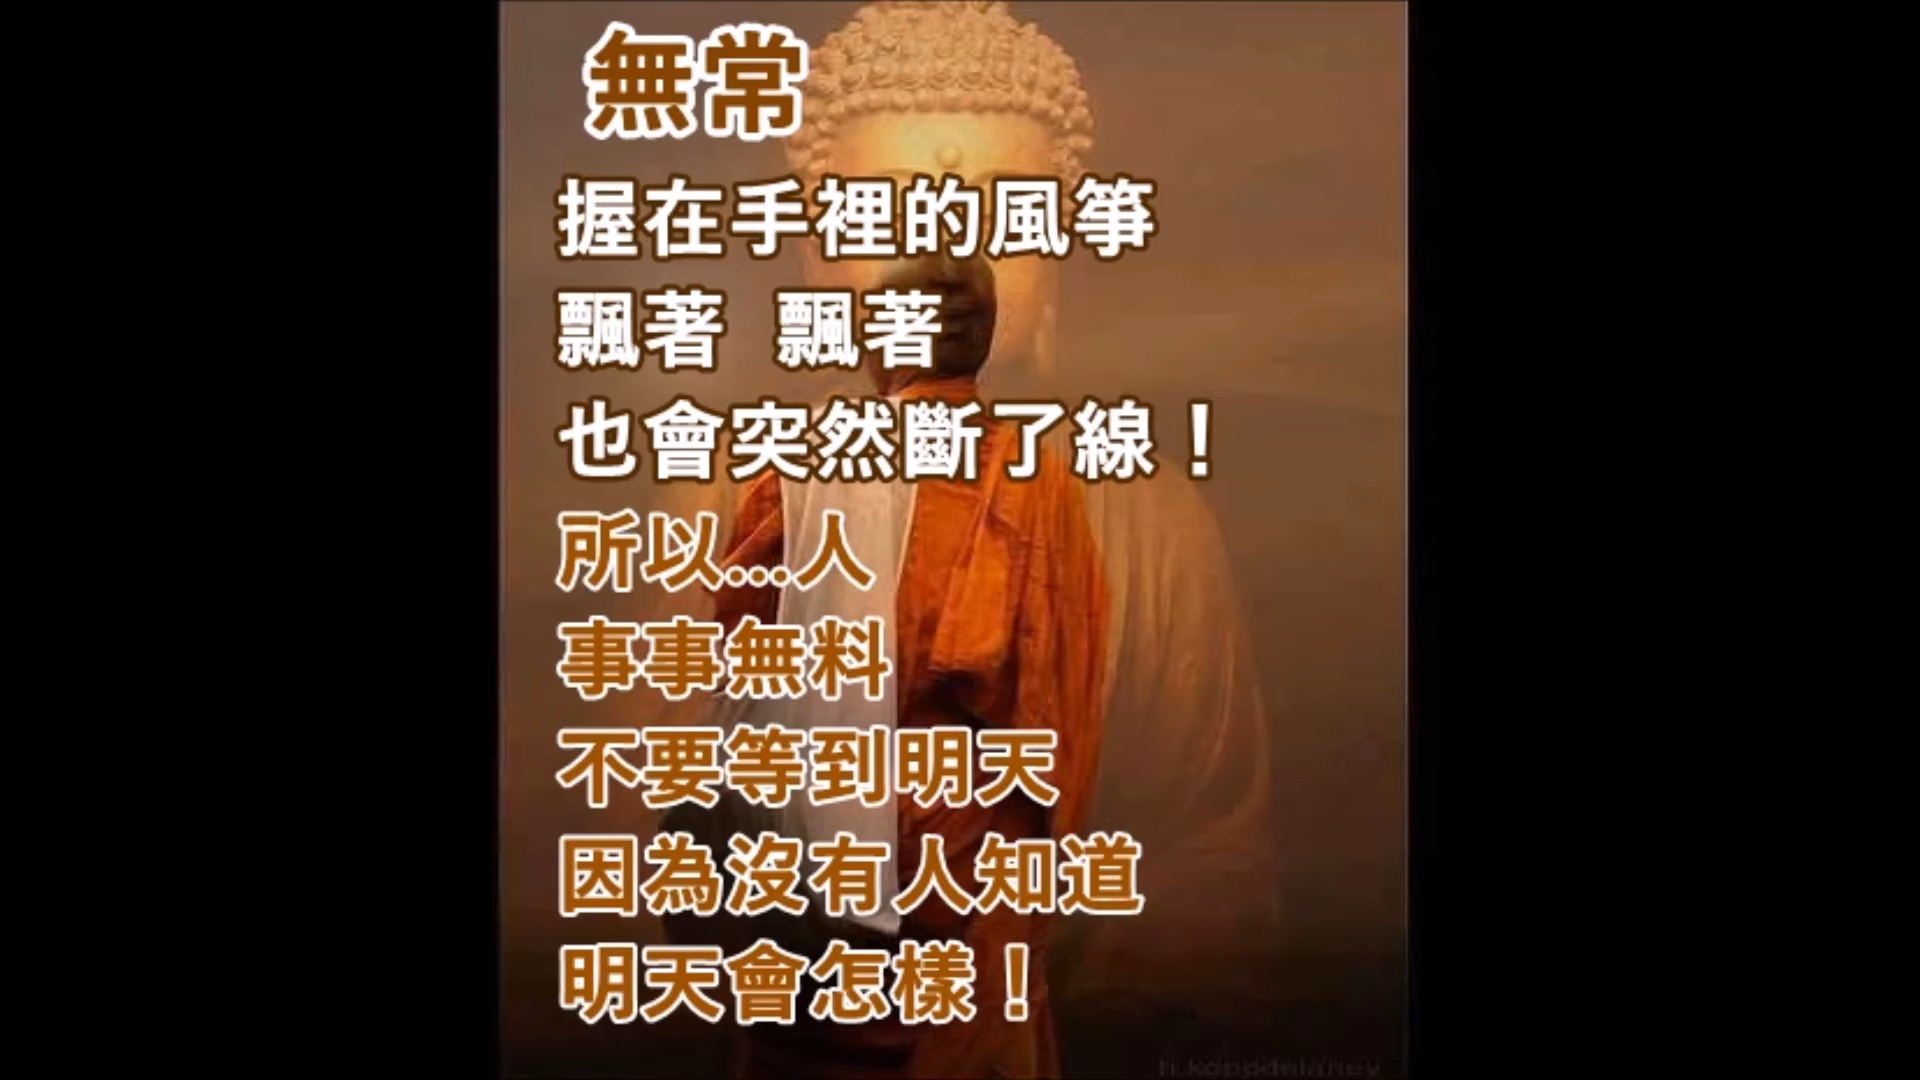 無常
握在手裡的風箏
飄著 飄著
也會突然斷了線！
所以...人
事事無料
不要等到明天
因為沒有人知道
明天會怎樣！